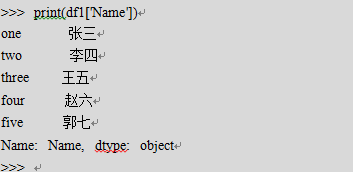 >>> print(df1['Name'])↵
one 张三↵
two 李四↵
three 王五↵
four 赵六↵
five 郭七↵
Name: Name, dtype: object↵
>>> ↵